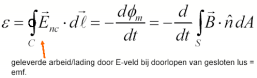 ε = ∮_C E⃗_nc · dℓ⃗ = − dϕ_m/dt = − d/dt ∫_S B⃗ · n̂ dA
geleverde arbeid/lading door E-veld bij doorlopen van gesloten lus =
emf.